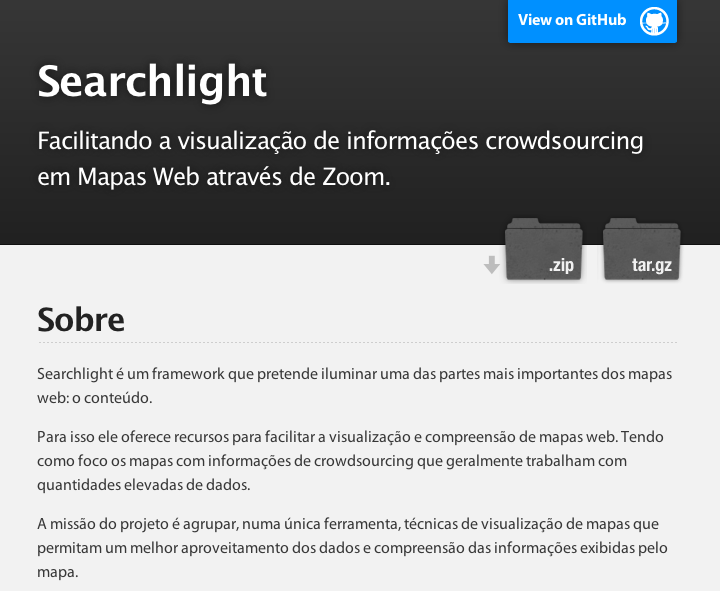 View on GitHub
Searchlight
Facilitando a visualização de informações crowdsourcing
em Mapas Web através de Zoom.
.zip
tar.gz
Sobre
Searchlight é um framework que pretende iluminar uma das partes mais importantes dos mapas
web: o conteúdo.
Para isso ele oferece recursos para facilitar a visualização e compreensão de mapas web. Tendo
como foco os mapas com informações de crowdsourcing que geralmente trabalham com
quantidades elevadas de dados.
A missão do projeto é agrupar, numa única ferramenta, técnicas de visualização de mapas que
permitam um melhor aproveitamento dos dados e compreensão das informações exibidas pelo
mapa.